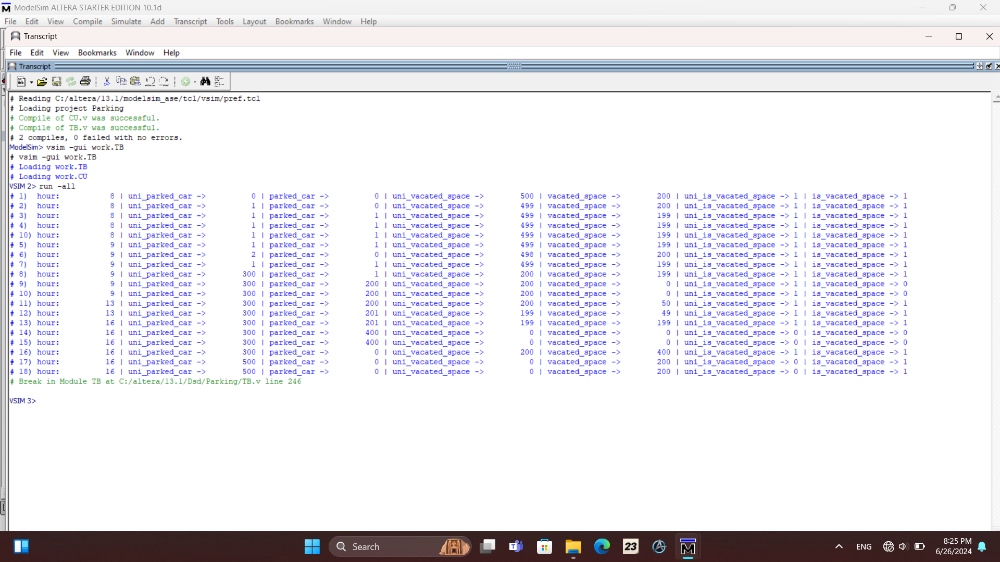 ModelSim ALTERA STARTER EDITION 10.1d
File Edit View Compile Simulate Add Transcript Tools Layout Bookmarks Window Help
Transcript
File Edit View Bookmarks Window Help
Transcript
# Reading C:/altera/13.1/modelsim_ase/tcl/vsim/pref.tcl
# Loading project Parking
# Compile of CU.v was successful.
# Compile of TB.v was successful.
# 2 compiles, 0 failed with no errors.
ModelSim> vsim -gui work.TB
# vsim -gui work.TB
# Loading work.TB
# Loading work.CU
VSIM 2> run -all
# 1) hour: 8 | uni_parked_car -> 0 | parked_car -> 0 | uni_vacated_space -> 500 | vacated_space -> 200 | uni_is_vacated_space -> 1 | is_vacated_space -> 1
# 2) hour: 8 | uni_parked_car -> 1 | parked_car -> 0 | uni_vacated_space -> 499 | vacated_space -> 200 | uni_is_vacated_space -> 1 | is_vacated_space -> 1
# 3) hour: 8 | uni_parked_car -> 1 | parked_car -> 1 | uni_vacated_space -> 499 | vacated_space -> 199 | uni_is_vacated_space -> 1 | is_vacated_space -> 1
# 4) hour: 8 | uni_parked_car -> 1 | parked_car -> 1 | uni_vacated_space -> 499 | vacated_space -> 199 | uni_is_vacated_space -> 1 | is_vacated_space -> 1
# 10) hour: 8 | uni_parked_car -> 1 | parked_car -> 1 | uni_vacated_space -> 499 | vacated_space -> 199 | uni_is_vacated_space -> 1 | is_vacated_space -> 1
# 5) hour: 9 | uni_parked_car -> 1 | parked_car -> 1 | uni_vacated_space -> 499 | vacated_space -> 199 | uni_is_vacated_space -> 1 | is_vacated_space -> 1
# 6) hour: 9 | uni_parked_car -> 2 | parked_car -> 0 | uni_vacated_space -> 498 | vacated_space -> 200 | uni_is_vacated_space -> 1 | is_vacated_space -> 1
# 7) hour: 9 | uni_parked_car -> 1 | parked_car -> 1 | uni_vacated_space -> 499 | vacated_space -> 199 | uni_is_vacated_space -> 1 | is_vacated_space -> 1
# 8) hour: 9 | uni_parked_car -> 300 | parked_car -> 1 | uni_vacated_space -> 200 | vacated_space -> 199 | uni_is_vacated_space -> 1 | is_vacated_space -> 1
# 9) hour: 9 | uni_parked_car -> 300 | parked_car -> 200 | uni_vacated_space -> 200 | vacated_space -> 0 | uni_is_vacated_space -> 1 | is_vacated_space -> 0
# 10) hour: 9 | uni_parked_car -> 300 | parked_car -> 200 | uni_vacated_space -> 200 | vacated_space -> 0 | uni_is_vacated_space -> 1 | is_vacated_space -> 0
# 11) hour: 13 | uni_parked_car -> 300 | parked_car -> 200 | uni_vacated_space -> 200 | vacated_space -> 50 | uni_is_vacated_space -> 1 | is_vacated_space -> 1
# 12) hour: 13 | uni_parked_car -> 300 | parked_car -> 201 | uni_vacated_space -> 199 | vacated_space -> 49 | uni_is_vacated_space -> 1 | is_vacated_space -> 1
# 13) hour: 16 | uni_parked_car -> 300 | parked_car -> 201 | uni_vacated_space -> 199 | vacated_space -> 199 | uni_is_vacated_space -> 1 | is_vacated_space -> 1
# 14) hour: 16 | uni_parked_car -> 300 | parked_car -> 400 | uni_vacated_space -> 0 | vacated_space -> 0 | uni_is_vacated_space -> 0 | is_vacated_space -> 0
# 15) hour: 16 | uni_parked_car -> 300 | parked_car -> 400 | uni_vacated_space -> 0 | vacated_space -> 0 | uni_is_vacated_space -> 0 | is_vacated_space -> 0
# 16) hour: 16 | uni_parked_car -> 300 | parked_car -> 0 | uni_vacated_space -> 200 | vacated_space -> 400 | uni_is_vacated_space -> 1 | is_vacated_space -> 1
# 17) hour: 16 | uni_parked_car -> 500 | parked_car -> 0 | uni_vacated_space -> 0 | vacated_space -> 200 | uni_is_vacated_space -> 0 | is_vacated_space -> 1
# 18) hour: 16 | uni_parked_car -> 500 | parked_car -> 0 | uni_vacated_space -> 0 | vacated_space -> 200 | uni_is_vacated_space -> 0 | is_vacated_space -> 1
# Break in Module TB at C:/altera/13.1/Dsd/Parking/TB.v line 246
VSIM 3>
Search 23 ENG 8:25 PM
6/26/2024